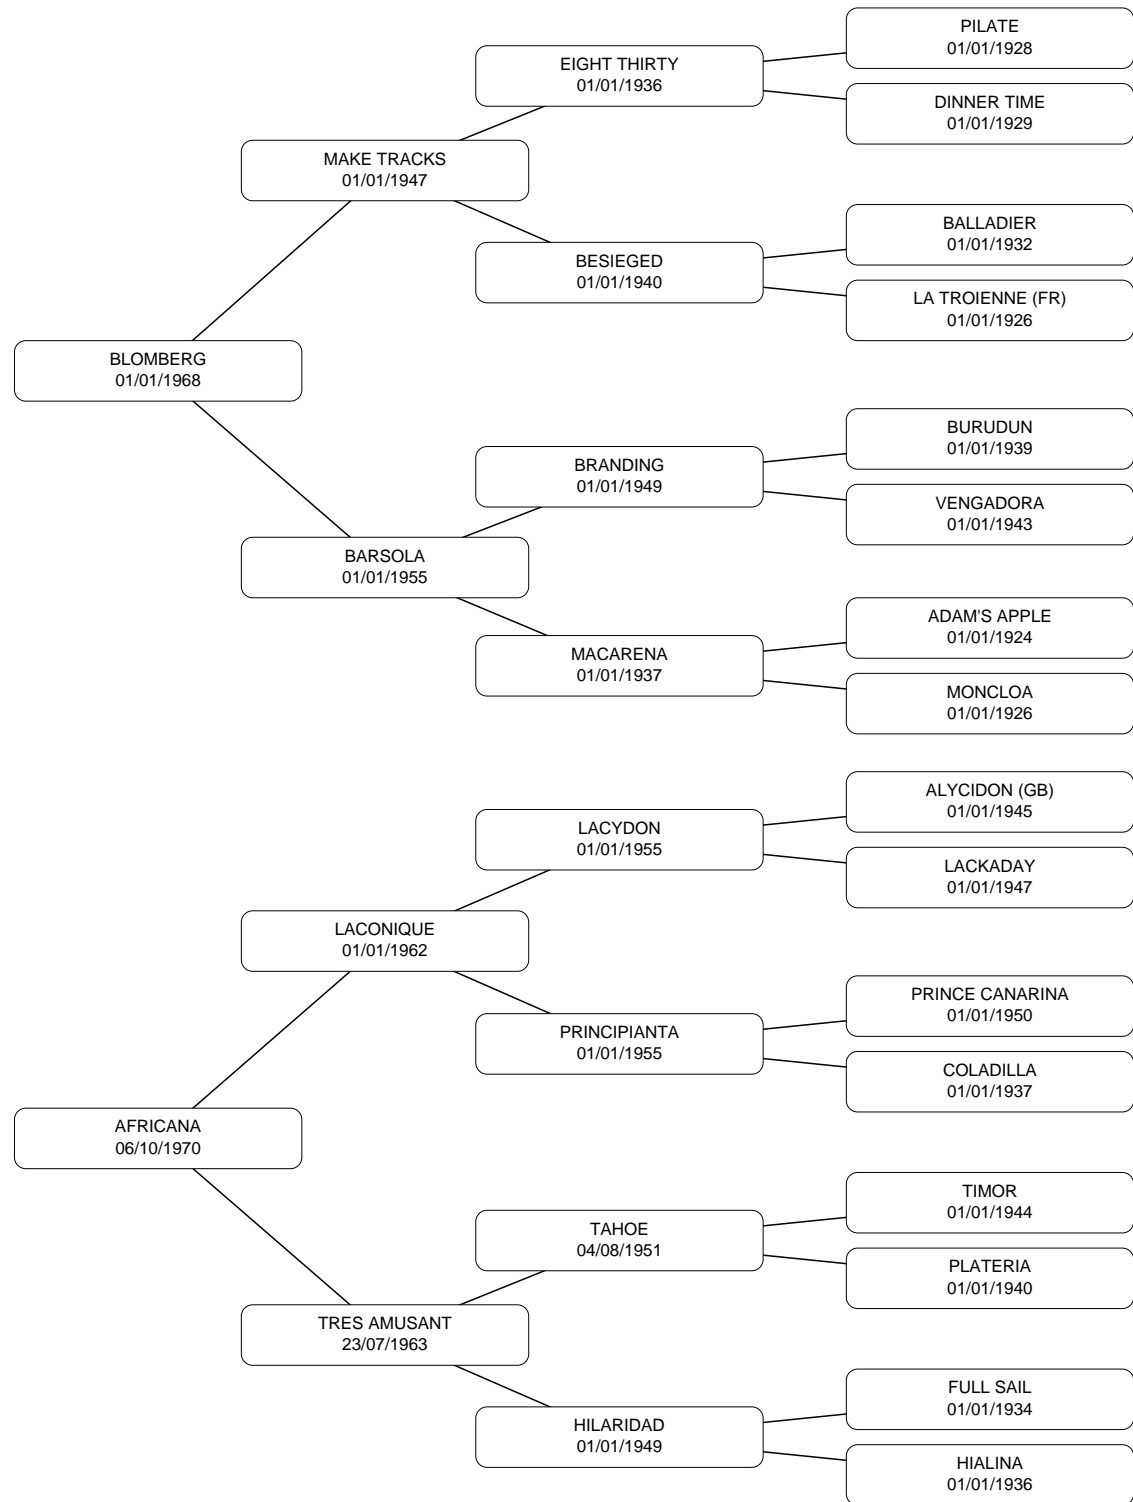 PILATE
01/01/1928
EIGHT THIRTY
01/01/1936
DINNER TIME
01/01/1929
MAKE TRACKS
01/01/1947
BALLADIER
01/01/1932
BESIEGED
01/01/1940
LA TROIENNE (FR)
01/01/1926
BLOMBERG
01/01/1968
BURUDUN
01/01/1939
BRANDING
01/01/1949
VENGADORA
01/01/1943
BARSOLA
01/01/1955
ADAM'S APPLE
01/01/1924
MACARENA
01/01/1937
MONCLOA
01/01/1926
ALYCIDON (GB)
01/01/1945
LACYDON
01/01/1955
LACKADAY
01/01/1947
LACONIQUE
01/01/1962
PRINCE CANARINA
01/01/1950
PRINCIPIANTA
01/01/1955
COLADILLA
01/01/1937
AFRICANA
06/10/1970
TIMOR
01/01/1944
TAHOE
04/08/1951
PLATERIA
01/01/1940
TRES AMUSANT
23/07/1963
FULL SAIL
01/01/1934
HILARIDAD
01/01/1949
HIALINA
01/01/1936